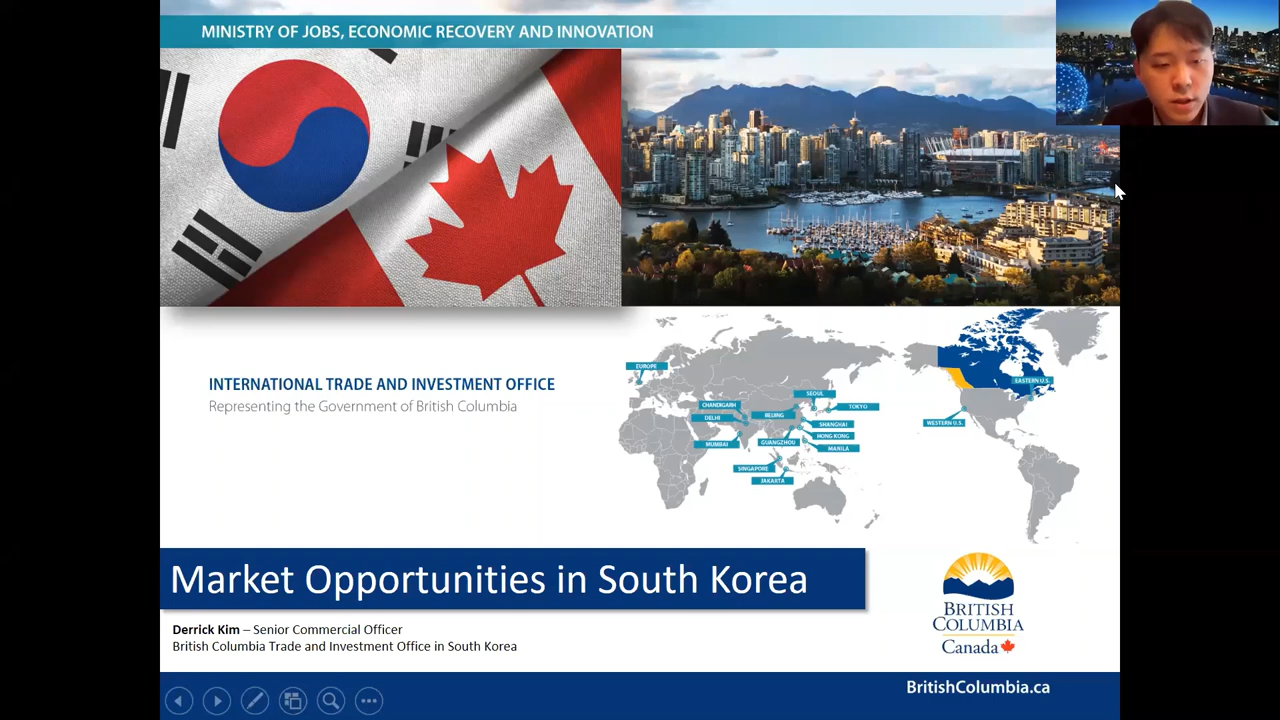 MINISTRY OF JOBS, ECONOMIC RECOVERY AND INNOVATION
INTERNATIONAL TRADE AND INVESTMENT OFFICE
Representing the Government of British Columbia
EUROPE
CHANDIGARH
DELHI
MUMBAI
BEIJING
SEOUL
TOKYO
SHANGHAI
HONG KONG
GUANGZHOU
MANILA
SINGAPORE
JAKARTA
WESTERN U.S.
EASTERN U.S.
Market Opportunities in South Korea
Derrick Kim – Senior Commercial Officer
British Columbia Trade and Investment Office in South Korea
BRITISH
COLUMBIA
Canada
BritishColumbia.ca